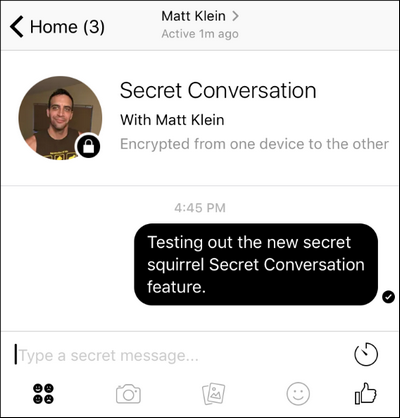 Home (3)
Matt Klein
Active 1m ago
Secret Conversation
With Matt Klein
Encrypted from one device to the other
4:45 PM
Testing out the new secret
squirrel Secret Conversation
feature.
Type a secret message...